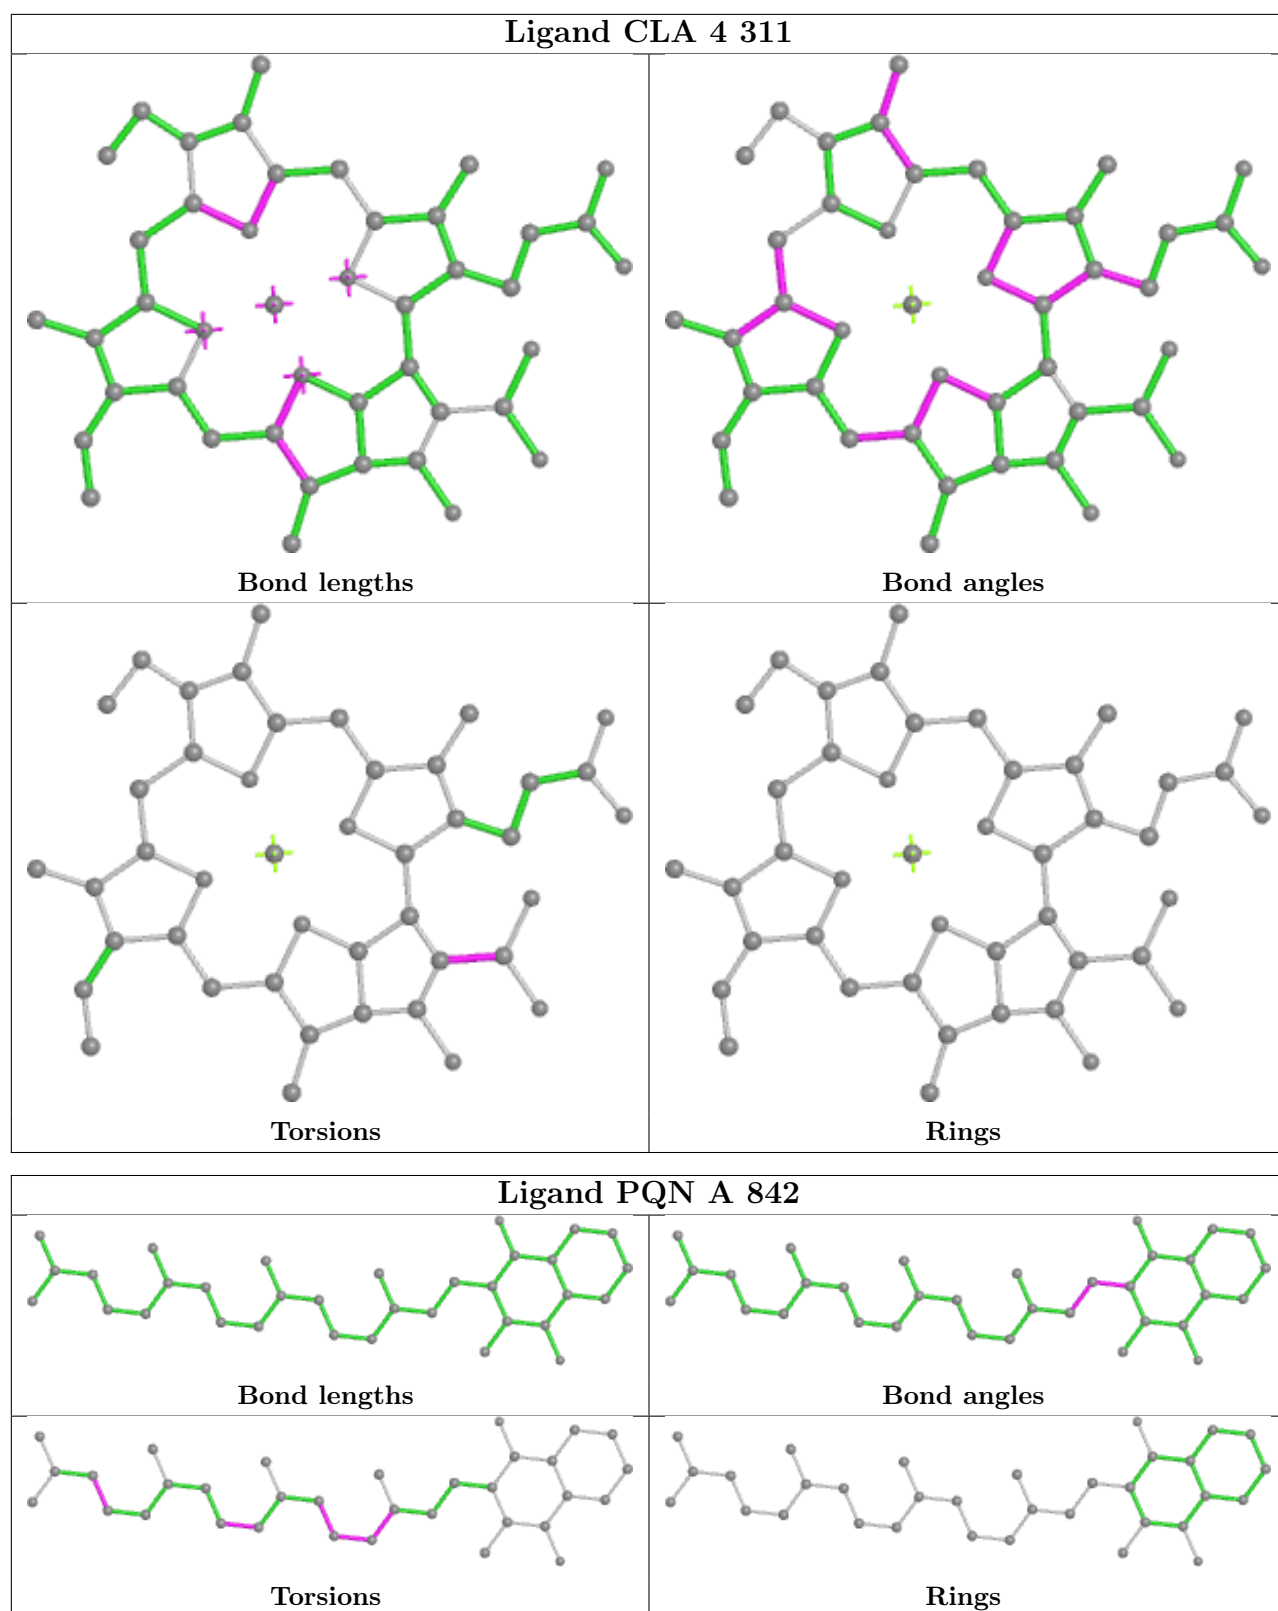 Ligand CLA 4 311
Bond lengths
Bond angles
Torsions
Rings
Ligand PQN A 842
Bond lengths
Bond angles
Torsions
Rings